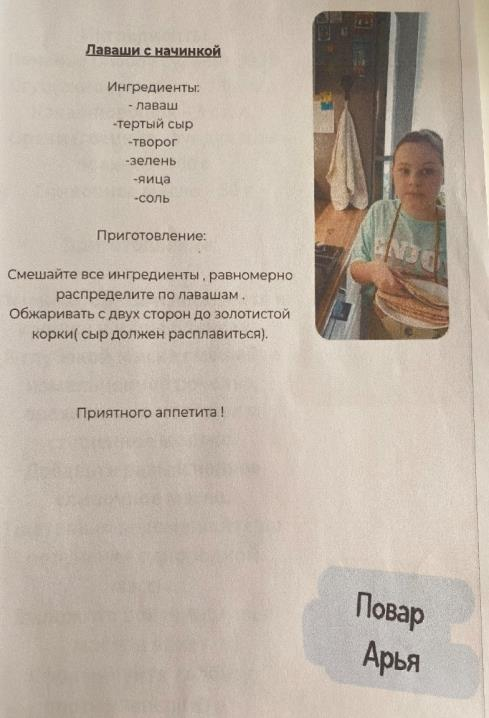 Лаваши с начинкой
Ингредиенты:
- лаваш
-тертый сыр
-творог
-зелень
-яица
-соль
Приготовление:
Смешайте все ингредиенты , равномерно
распределите по лавашам .
Обжаривать с двух сторон до золотистой
корки( сыр должен расплавиться).
Приятного аппетита !
ENJOY
Повар
Арья